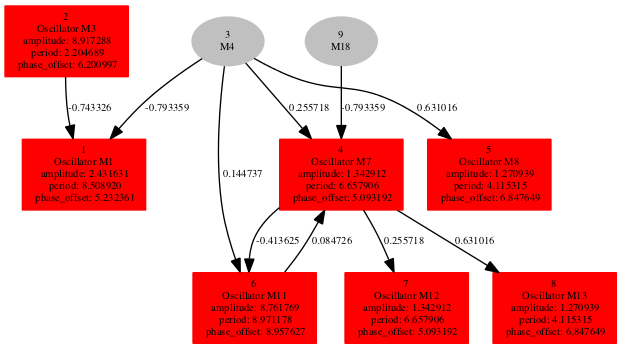 2
Oscillator M3
amplitude: 8.917288
period: 2.204689
phase_offset: 6.200997
3
M4
9
M18
-0.743326
-0.793359
0.255718
-0.793359
0.631016
1
Oscillator M1
amplitude: 2.431631
period: 8.508920
phase_offset: 5.232361
0.144737
4
Oscillator M7
amplitude: 1.342912
period: 6.657906
phase_offset: 5.093192
5
Oscillator M8
amplitude: 1.270939
period: 4.115315
phase_offset: 6.847649
-0.413625
0.084726
0.255718
0.631016
6
Oscillator M11
amplitude: 8.761769
period: 8.971178
phase_offset: 8.957627
7
Oscillator M12
amplitude: 1.342912
period: 6.657906
phase_offset: 5.093192
8
Oscillator M13
amplitude: 1.270939
period: 4.115315
phase_offset: 6.847649